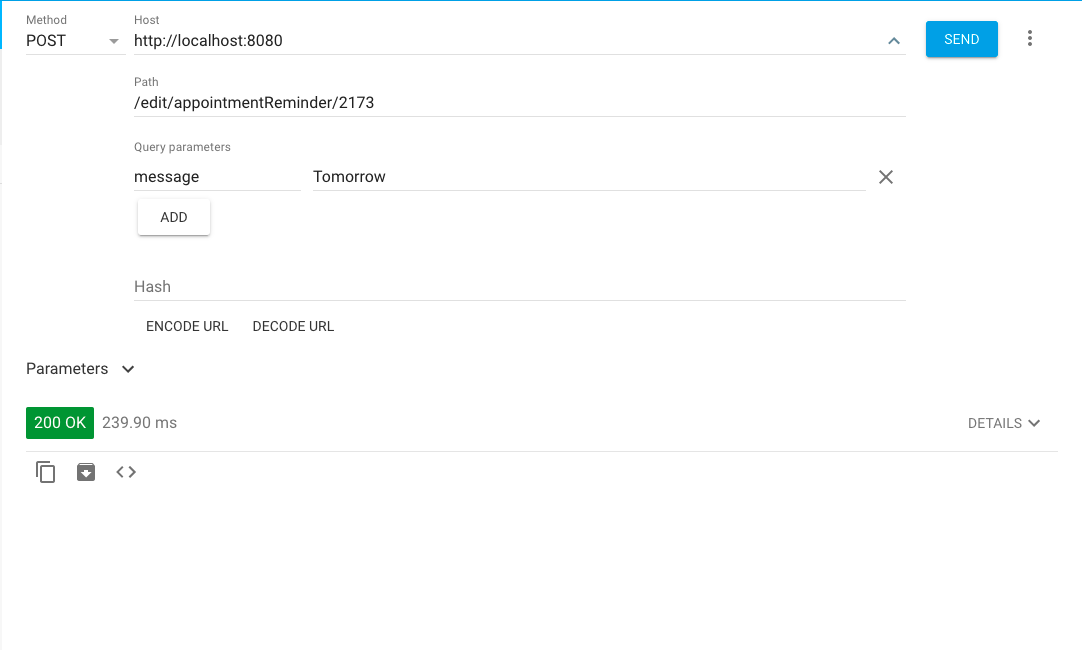 Method
Host
POST
http://localhost:8080
SEND
Path
/edit/appointmentReminder/2173
Query parameters
message
Tomorrow
ADD
Hash
ENCODE URL
DECODE URL
Parameters
200 OK
239.90 ms
DETAILS